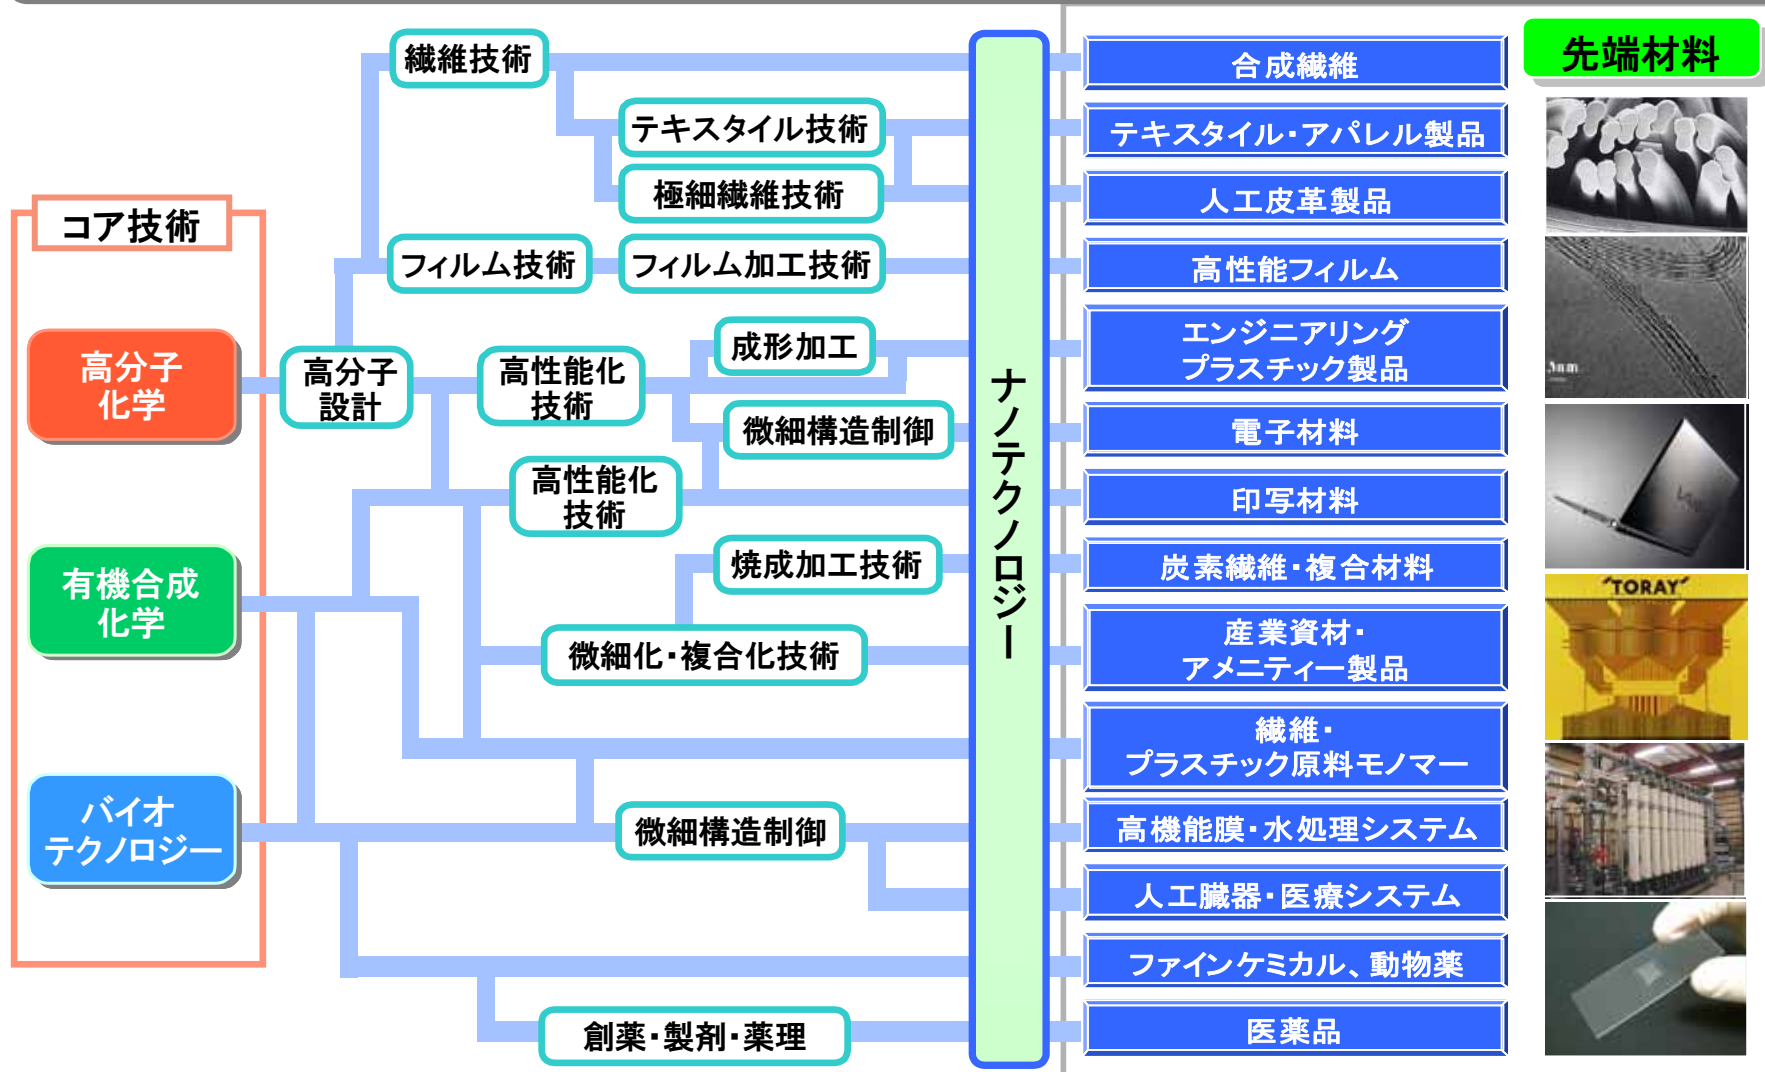 コア技術
高分子
化学
有機合成
化学
バイオ
テクノロジー
繊維技術
テキスタイル技術
極細繊維技術
フィルム技術
フィルム加工技術
高分子
設計
高性能化
技術
成形加工
微細構造制御
高性能化
技術
焼成加工技術
微細化・複合化技術
微細構造制御
創薬・製剤・薬理
ナノテクノロジー
合成繊維
テキスタイル・アパレル製品
人工皮革製品
高性能フィルム
エンジニアリング
プラスチック製品
電子材料
印写材料
炭素繊維・複合材料
産業資材・
アメニティー製品
繊維・
プラスチック原料モノマー
高機能膜・水処理システム
人工臓器・医療システム
ファインケミカル、動物薬
医薬品
先端材料
"TORAY"